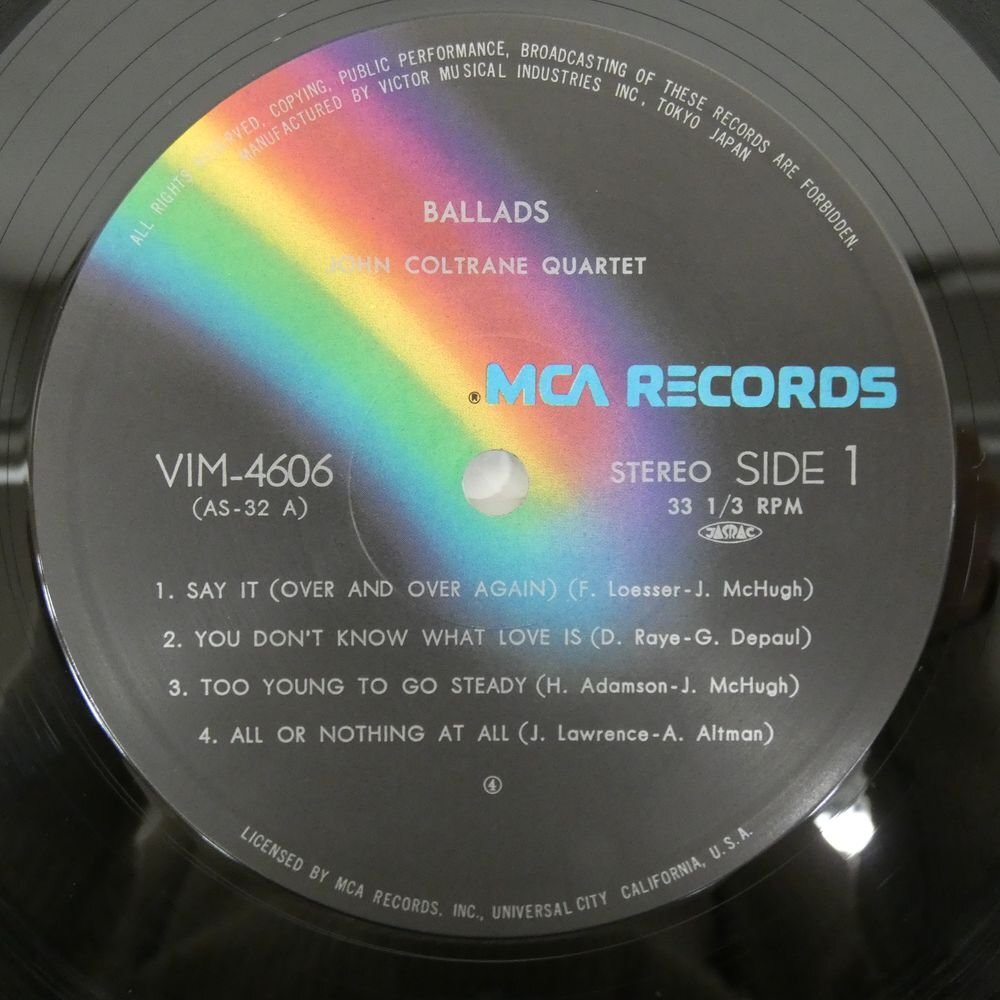 ALL RIGHTS RESERVED, COPYING, PUBLIC PERFORMANCE, BROADCASTING OF THESE RECORDS ARE FORBIDDEN.
MANUFACTURED BY VICTOR MUSICAL INDUSTRIES INC, TOKYO JAPAN
BALLADS
JOHN COLTRANE QUARTET
® MCA RECORDS
VIM-4606
(AS-32 A)
STEREO SIDE 1
33 1/3 RPM
JASRAC
1. SAY IT (OVER AND OVER AGAIN) (F. Loesser-J. McHugh)
2. YOU DON'T KNOW WHAT LOVE IS (D. Raye-G. Depaul)
3. TOO YOUNG TO GO STEADY (H. Adamson-J. McHugh)
4. ALL OR NOTHING AT ALL (J. Lawrence-A. Altman)
④
LICENSED BY MCA RECORDS, INC., UNIVERSAL CITY CALIFORNIA, U.S.A.